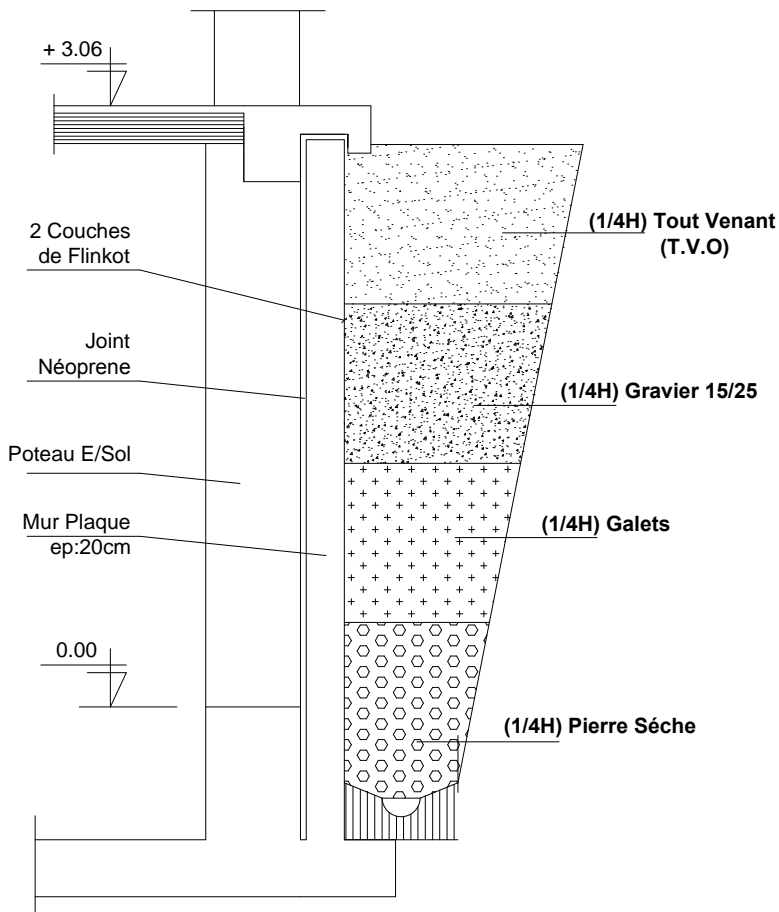 + 3.06
2 Couches
de Flinkot
Joint
Néoprene
Poteau E/Sol
Mur Plaque
ep:20cm
0.00
(1/4H) Tout Venant
(T.V.O)
(1/4H) Gravier 15/25
(1/4H) Galets
(1/4H) Pierre Séche